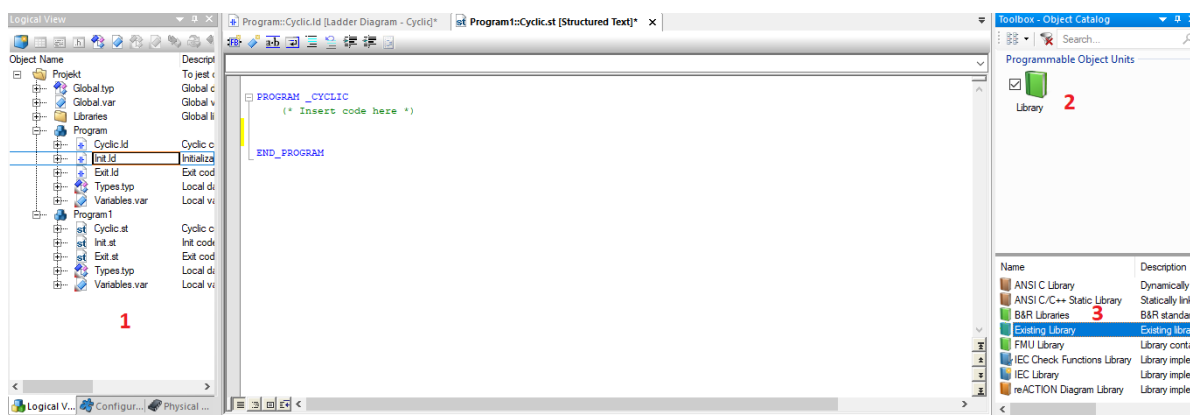 Logical View
Object Name Descript
Projekt To jest
Global.typ Global
Global.var Global v
Libraries Global li
Program
Cyclic.ld Cyclic c
Init.ld Initializa
Exit.ld Exit cod
Types.typ Local da
Variables.var Local va
Program1
Cyclic.st Cyclic c
Init.st Init code
Exit.st Exit cod
Types.typ Local da
Variables.var Local va
1
Logical V... Configur... Physical ...
Program::Cyclic.ld [Ladder Diagram - Cyclic]* Program1::Cyclic.st [Structured Text]* x
PROGRAM _CYCLIC
(* Insert code here *)
END_PROGRAM
Toolbox - Object Catalog
Search...
Programmable Object Units
Library
2
Name Description
ANSI C Library Dynamically
ANSI C/C++ Static Library Statically link
B&R Libraries B&R standar
3
Existing Library Existing libra
FMU Library Library conta
IEC Check Functions Library Library imple
IEC Library Library imple
reACTION Diagram Library Library imple